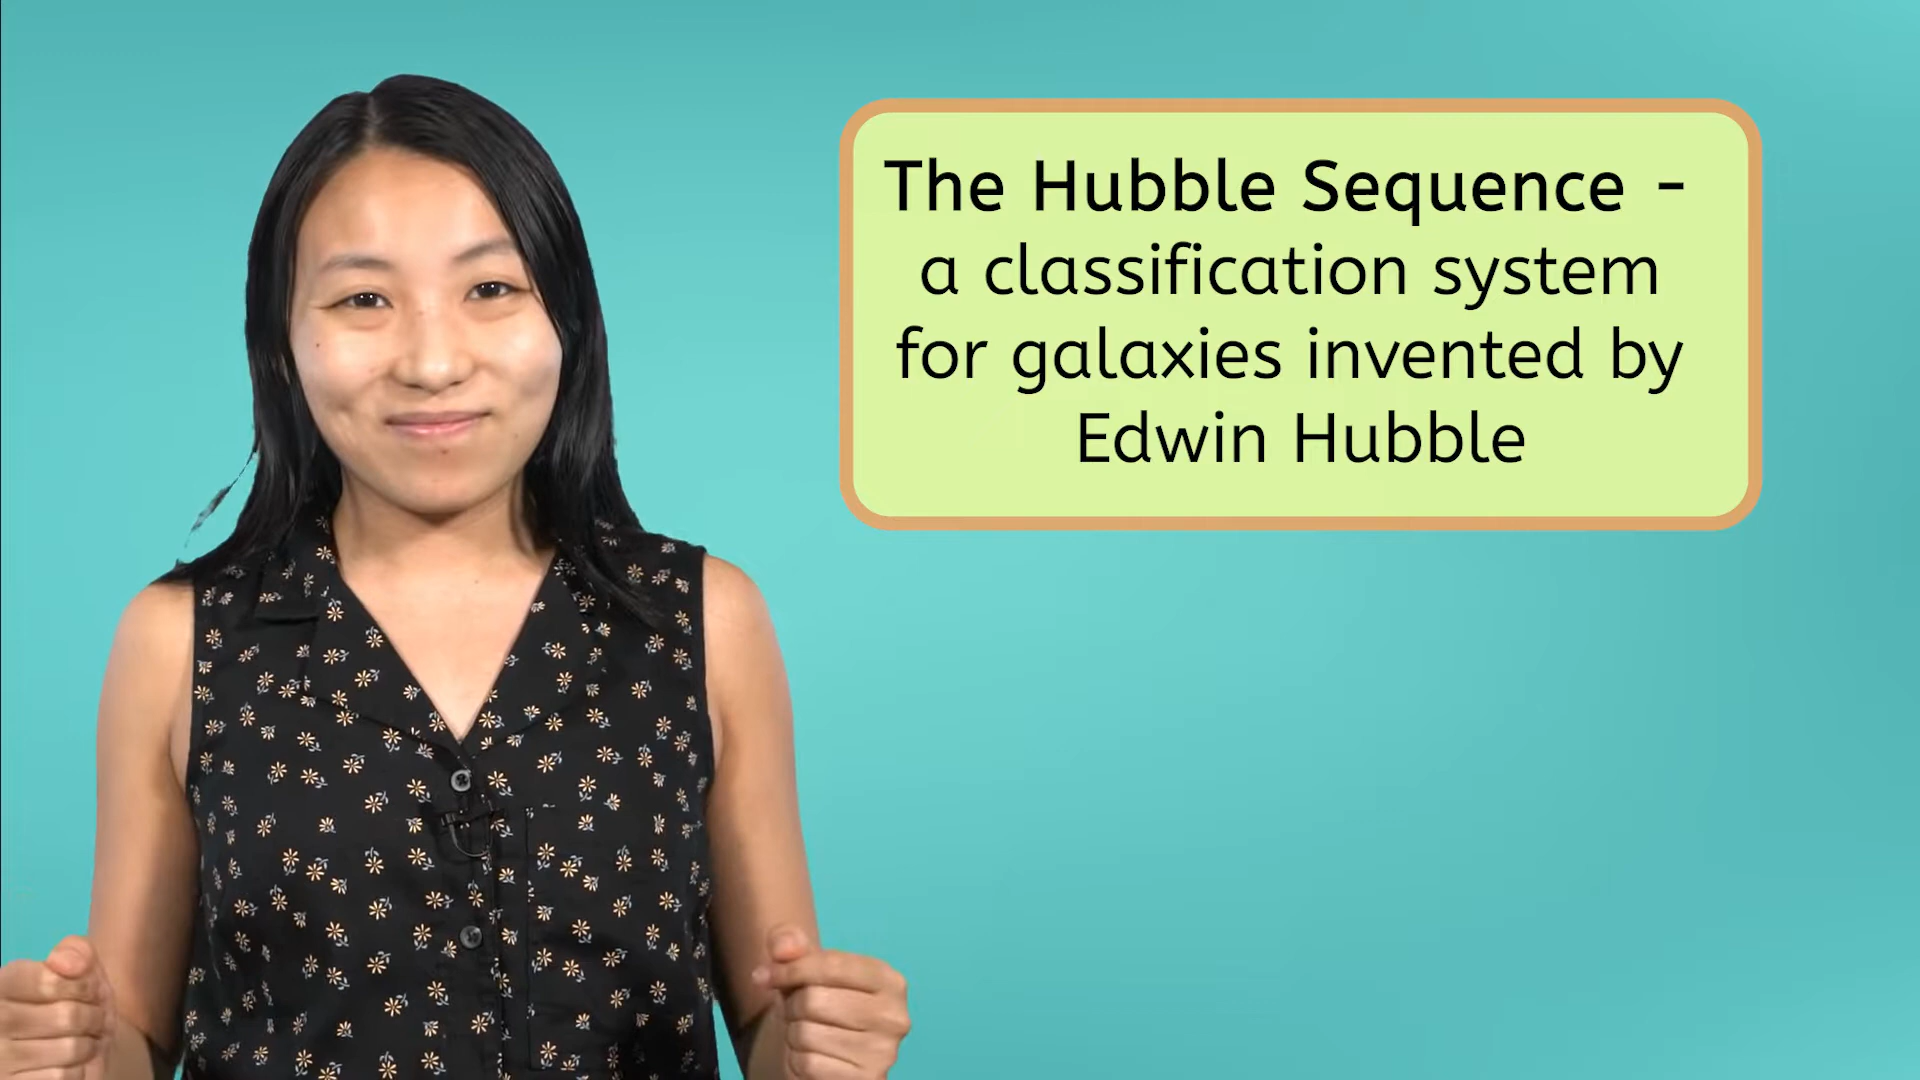 The Hubble Sequence -
a classification system
for galaxies invented by
Edwin Hubble